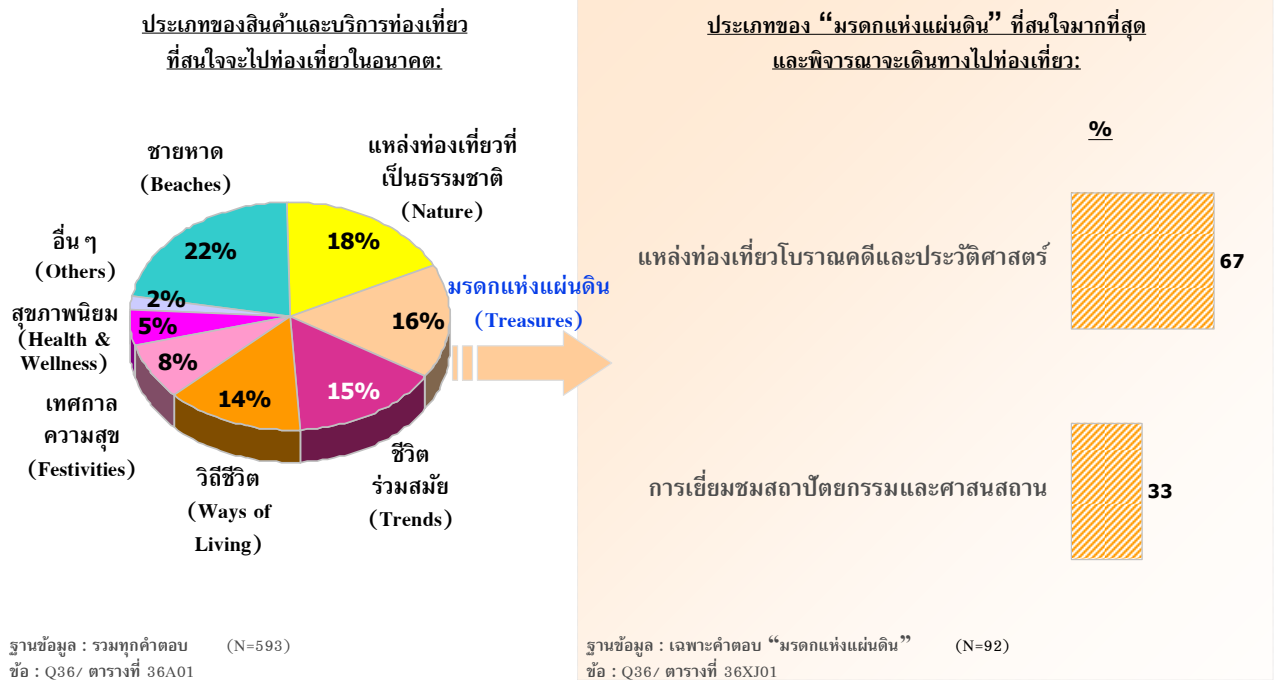 ประเภทของสินค้าและบริการท่องเที่ยว
ที่สนใจจะไปท่องเที่ยวในอนาคต:
ชายหาด
(Beaches)
แหล่งท่องเที่ยวที่
เป็นธรรมชาติ
(Nature)
อื่น ๆ
(Others)
22%
18%
มรดกแห่งแผ่นดิน
(Treasures)
2%
สุขภาพนิยม
(Health &
Wellness)
5%
16%
8%
15%
14%
เทศกาล
ความสุข
(Festivities)
วิถีชีวิต
(Ways of
Living)
ชีวิต
ร่วมสมัย
(Trends)
ฐานข้อมูล : รวมทุกคำตอบ (N=593)
ข้อ : Q36/ ตารางที่ 36A01
ประเภทของ “มรดกแห่งแผ่นดิน” ที่สนใจมากที่สุด
และพิจารณาจะเดินทางไปท่องเที่ยว:
%
แหล่งท่องเที่ยวโบราณคดีและประวัติศาสตร์ 67
การเยี่ยมชมสถาปัตยกรรมและศาสนสถาน 33
ฐานข้อมูล : เฉพาะคำตอบ “มรดกแห่งแผ่นดิน” (N=92)
ข้อ : Q36/ ตารางที่ 36XJ01